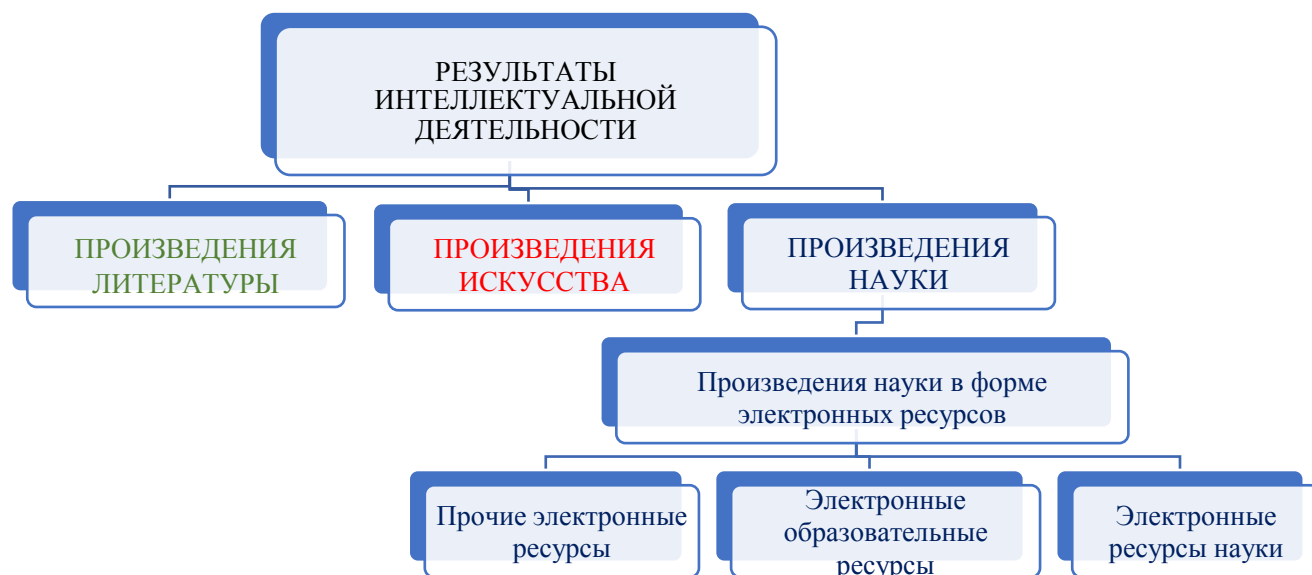 РЕЗУЛЬТАТЫ
ИНТЕЛЛЕКТУАЛЬНОЙ
ДЕЯТЕЛЬНОСТИ
ПРОИЗВЕДЕНИЯ
ЛИТЕРАТУРЫ
ПРОИЗВЕДЕНИЯ
ИСКУССТВА
ПРОИЗВЕДЕНИЯ
НАУКИ
Произведения науки в форме
электронных ресурсов
Прочие электронные
ресурсы
Электронные
образовательные
ресурсы
Электронные
ресурсы науки